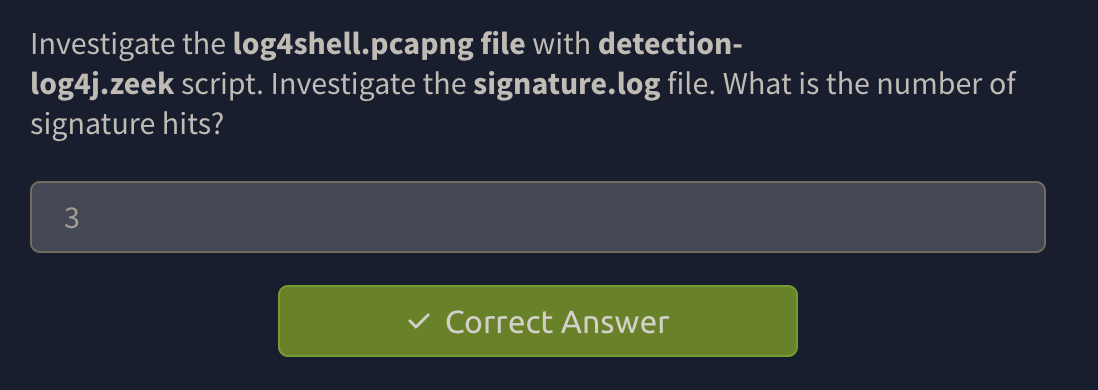 Investigate the log4shell.pcapng file with detection-
log4j.zeek script. Investigate the signature.log file. What is the number of
signature hits?
3
✓ Correct Answer